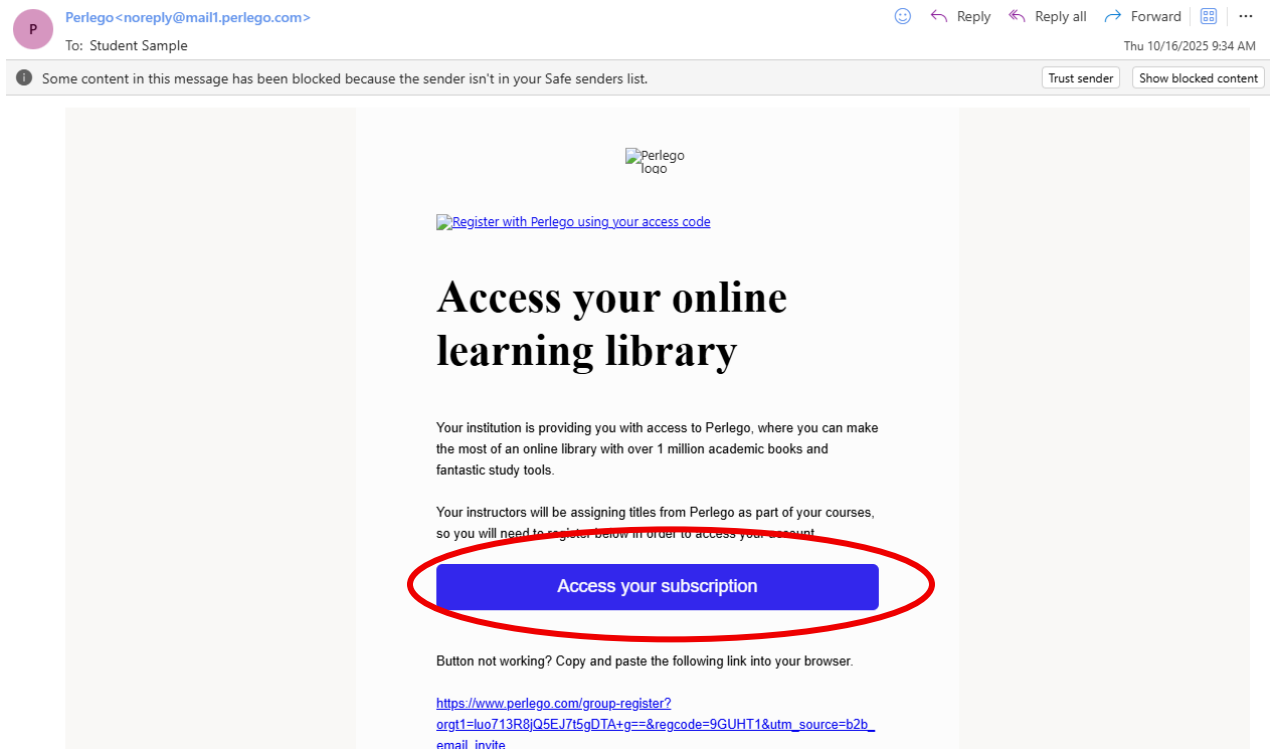 P
Perlego<noreply@mail1.perlego.com>
Reply
Reply all
Forward
To: Student Sample
Thu 10/16/2025 9:34 AM
Some content in this message has been blocked because the sender isn't in your Safe senders list.
Trust sender
Show blocked content
Perlego
logo
Register with Perlego using your access code
Access your online
learning library
Your institution is providing you with access to Perlego, where you can make
the most of an online library with over 1 million academic books and
fantastic study tools.
Your instructors will be assigning titles from Perlego as part of your courses,
so you will need to register below in order to access your account.
Access your subscription
Button not working? Copy and paste the following link into your browser.
https://www.perlego.com/group-register?
orgt1=luo713R8jQ5EJ7t5gDTA+g==&regcode=9GUHT1&utm_source=b2b_
email_invite